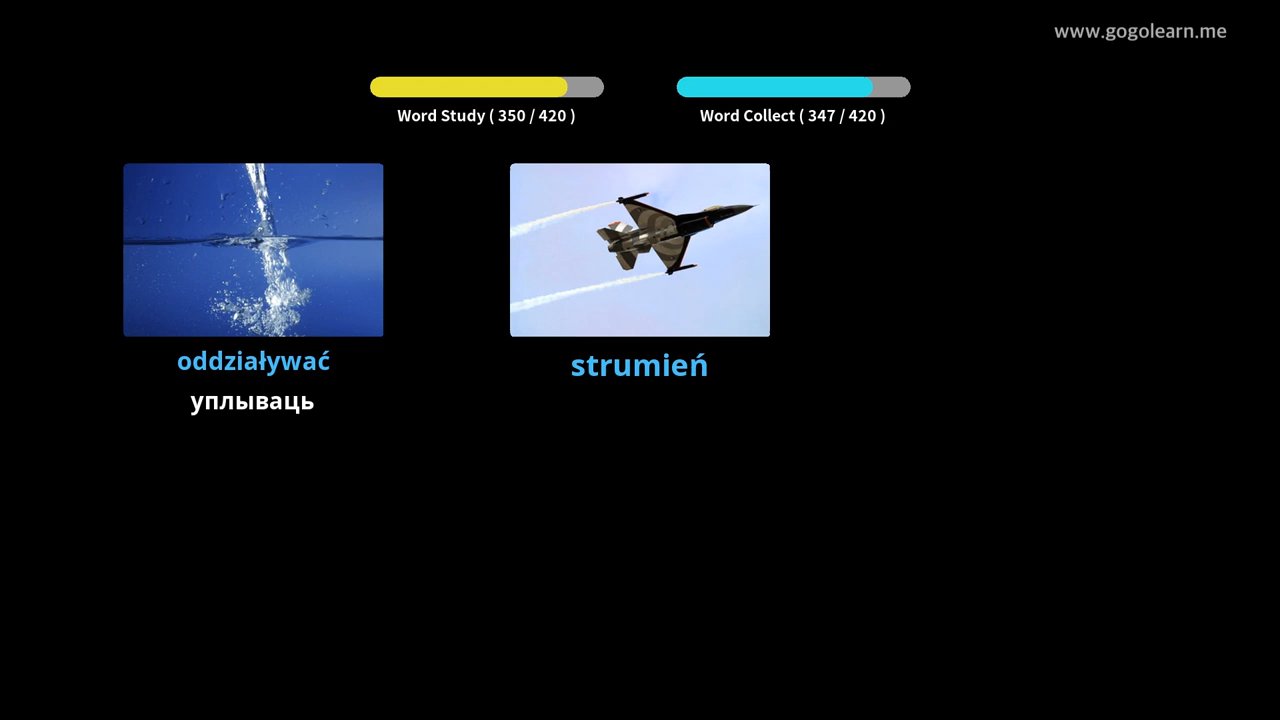 www.gogolearn.me
Word Study ( 350 / 420 )
Word Collect ( 347 / 420 )
oddziaływać
уплываць
strumień